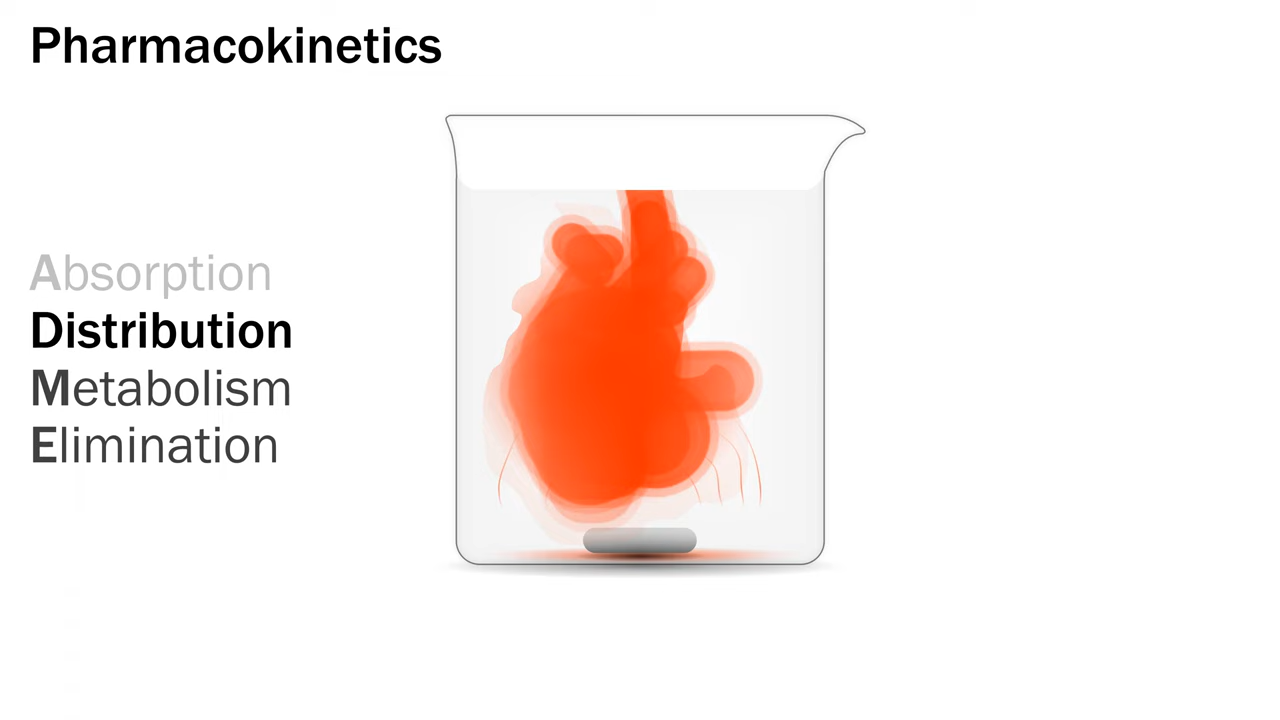 Pharmacokinetics
Absorption
Distribution
Metabolism
Elimination